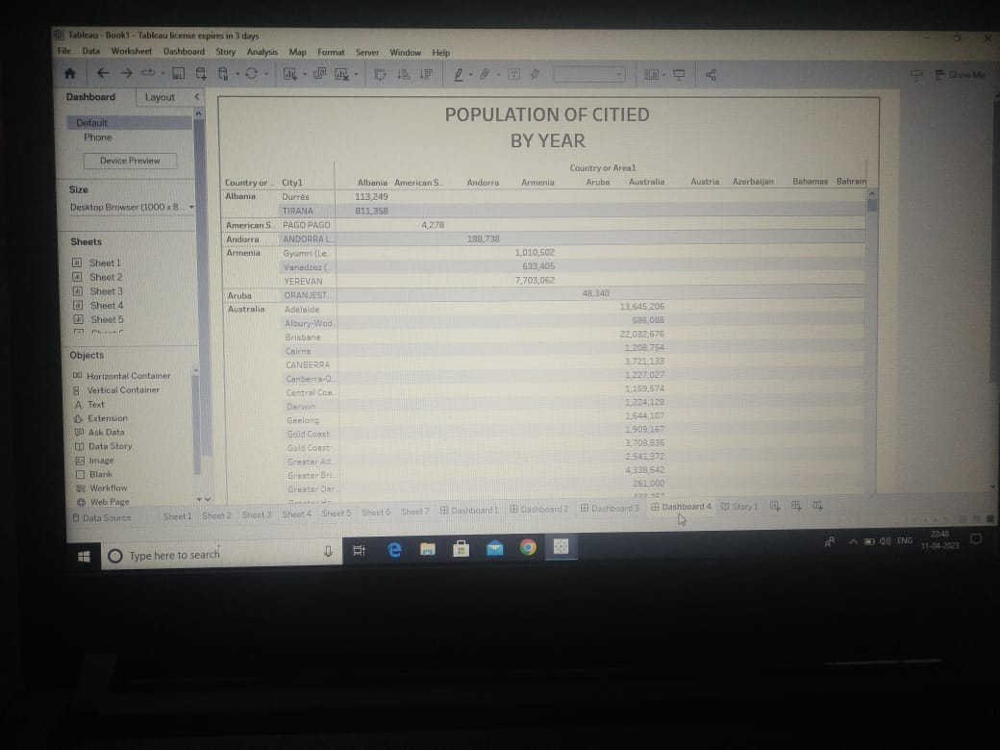 Tableau - Book1 - Tableau license expires in 3 days
File Data Worksheet Dashboard Story Analysis Map Format Server Window Help
Show Me
Dashboard Layout
Default
Phone
Device Preview
Size
Desktop Browser (1000 x 8...
Sheets
Sheet 1
Sheet 2
Sheet 3
Sheet 4
Sheet 5
Objects
Horizontal Container
Vertical Container
Text
Extension
Ask Data
Data Story
Image
Blank
Workflow
Web Page
POPULATION OF CITIED
BY YEAR
Country or Area1
Country or .. City1 Albania American S.. Andorra Armenia Aruba Australia Austria Azerbaijan Bahamas Bahrain
Albania Durrës 113,249
TIRANA 811,358
American S.. PAGO PAGO 4,278
Andorra ANDORRA L.. 188,738
Armenia Gyumri (Le.. 1,010,502
Vanadzor (.. 633,405
YEREVAN 7,703,062
Aruba ORANJEST.. 48,340
Australia Adelaide 13,645,206
Albury-Wod.. 586,088
Brisbane 22,032,676
Cairns 1,208,754
CANBERRA 3,721,133
Canberra-Q.. 1,227,027
Central Coa.. 1,159,574
Darwin 1,224,128
Geelong 1,644,107
Gold Coast 1,909,167
Gold Coast-.. 3,708,836
Greater Ad.. 2,541,372
Greater Bri.. 4,338,642
Greater Dar.. 261,000
Data Source Sheet 1 Sheet 2 Sheet 3 Sheet 4 Sheet 5 Sheet 6 Sheet 7 Dashboard 1 Dashboard 2 Dashboard 3 Dashboard 4 Story 1
Type here to search
ENG
22:48
11-04-2023